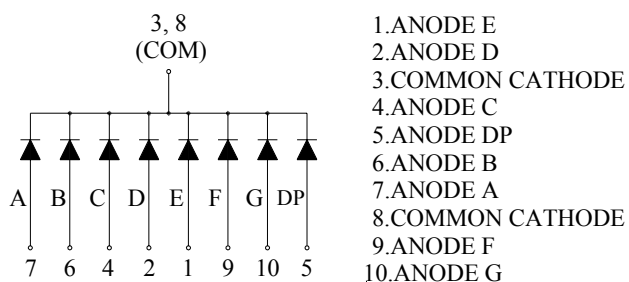 3, 8
(COM)
A B C D E F G DP
7 6 4 2 1 9 10 5
1.ANODE E
2.ANODE D
3.COMMON CATHODE
4.ANODE C
5.ANODE DP
6.ANODE B
7.ANODE A
8.COMMON CATHODE
9.ANODE F
10.ANODE G